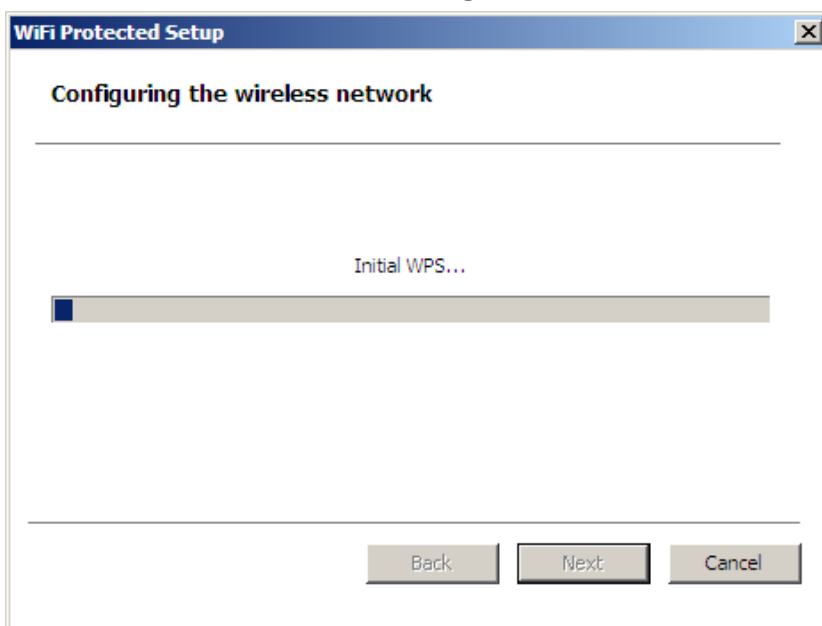 WiFi Protected Setup
Configuring the wireless network
Initial WPS...
Back Next Cancel